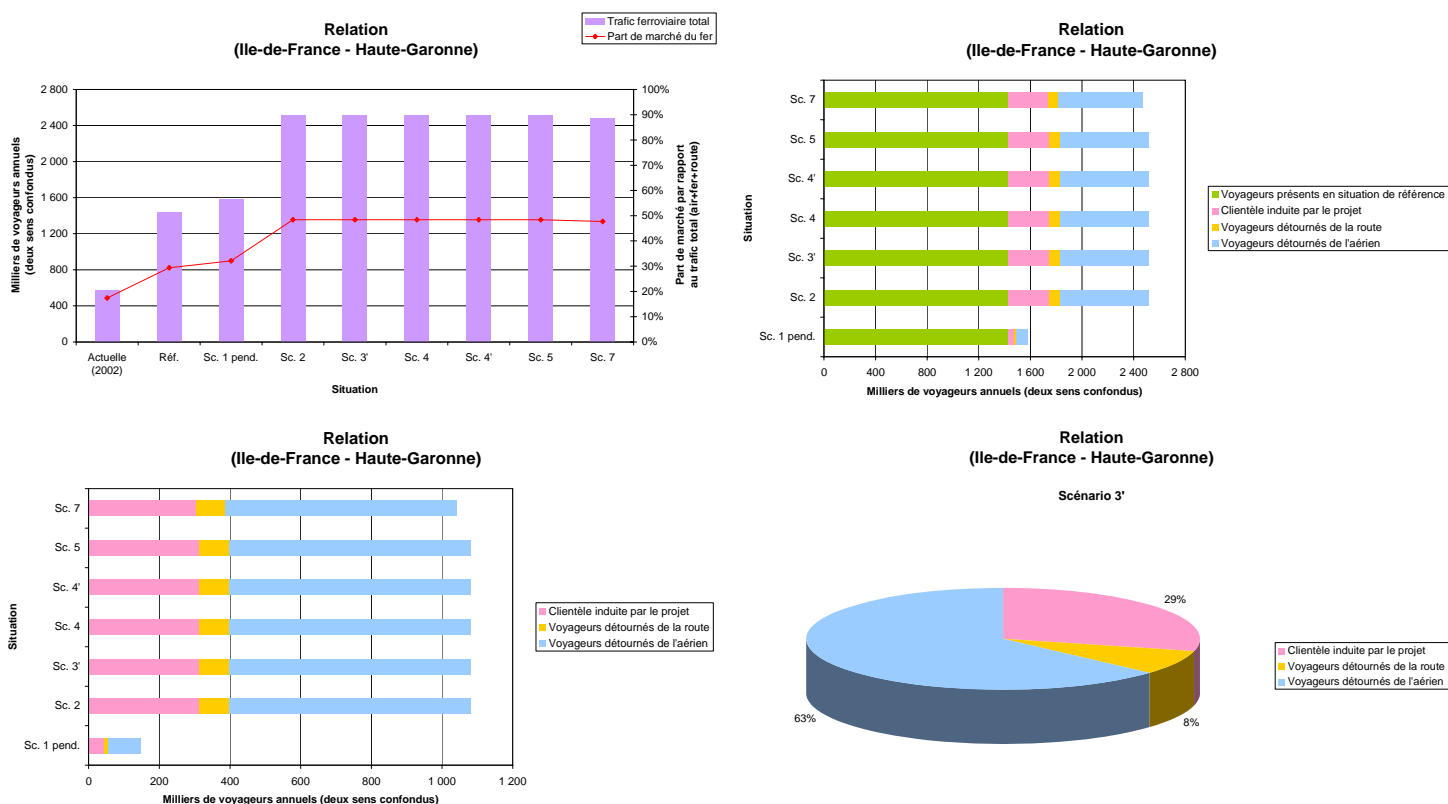 Relation
(Ile-de-France - Haute-Garonne)
Trafic ferroviaire total
Part de marché du fer
2 800
2 400
2 000
1 600
1 200
800
400
0
Milliers de voyageurs annuels
(deux sens confondus)
100%
90%
80%
70%
60%
50%
40%
30%
20%
10%
0%
Part de marché par rapport
au trafic total (air+fer+route)
Actuelle
(2002)
Réf.
Sc. 1 pend.
Sc. 2
Sc. 3'
Sc. 4
Sc. 4'
Sc. 5
Sc. 7
Situation
Relation
(Ile-de-France - Haute-Garonne)
Situation
Sc. 7
Sc. 5
Sc. 4'
Sc. 4
Sc. 3'
Sc. 2
Sc. 1 pend.
0
400
800
1 200
1 600
2 000
2 400
2 800
Milliers de voyageurs annuels (deux sens confondus)
Voyageurs présents en situation de référence
Clientèle induite par le projet
Voyageurs détournés de la route
Voyageurs détournés de l'aérien
Relation
(Ile-de-France - Haute-Garonne)
Situation
Sc. 7
Sc. 5
Sc. 4'
Sc. 4
Sc. 3'
Sc. 2
Sc. 1 pend.
0
200
400
600
800
1 000
1 200
Milliers de voyageurs annuels (deux sens confondus)
Clientèle induite par le projet
Voyageurs détournés de la route
Voyageurs détournés de l'aérien
Relation
(Ile-de-France - Haute-Garonne)
Scénario 3'
29%
8%
63%
Clientèle induite par le projet
Voyageurs détournés de la route
Voyageurs détournés de l'aérien